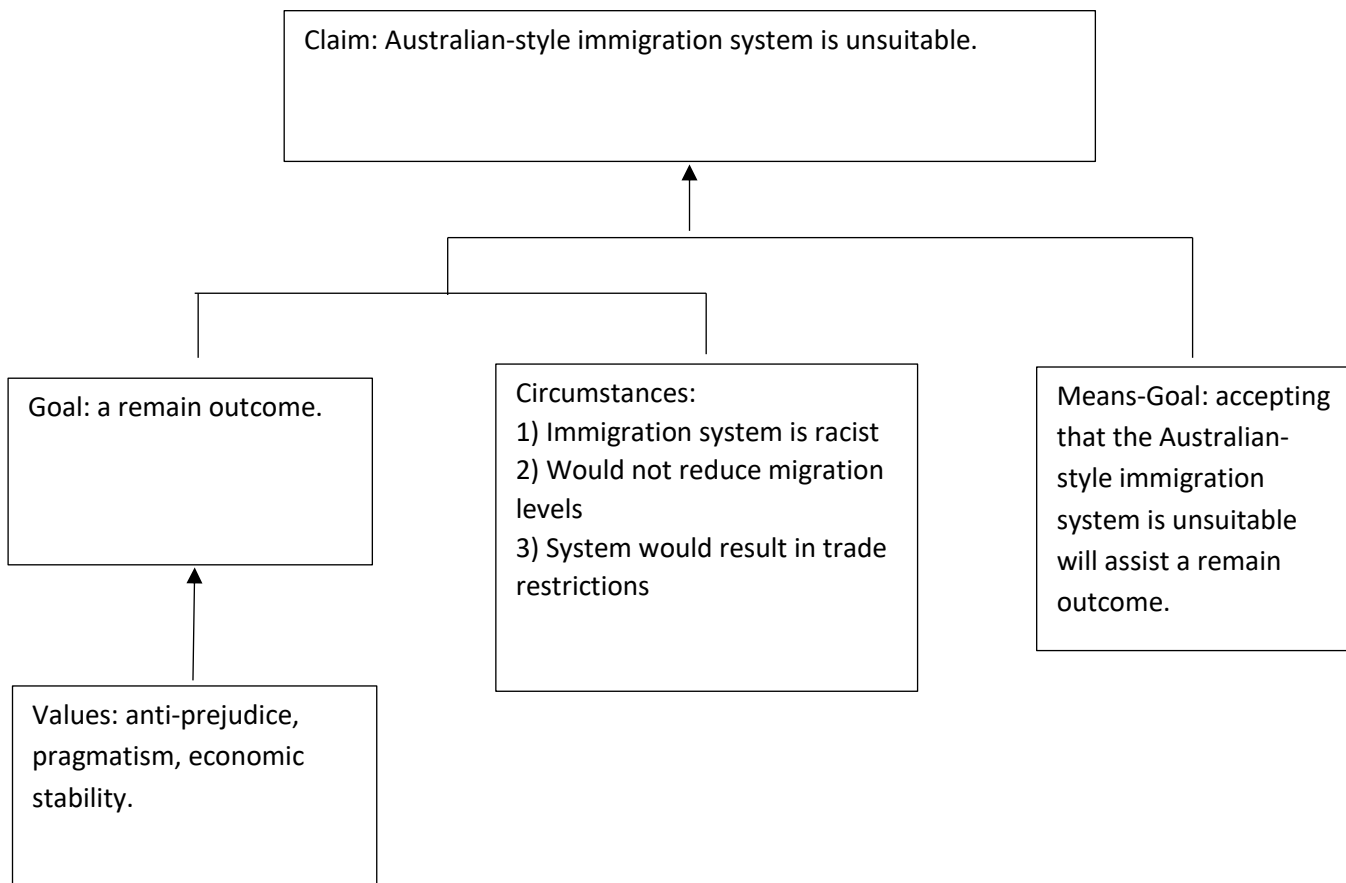 Claim: Australian-style immigration system is unsuitable.
Goal: a remain outcome.
Circumstances:
1) Immigration system is racist
2) Would not reduce migration
levels
3) System would result in trade
restrictions
Means-Goal: accepting
that the Australian-
style immigration
system is unsuitable
will assist a remain
outcome.
Values: anti-prejudice,
pragmatism, economic
stability.